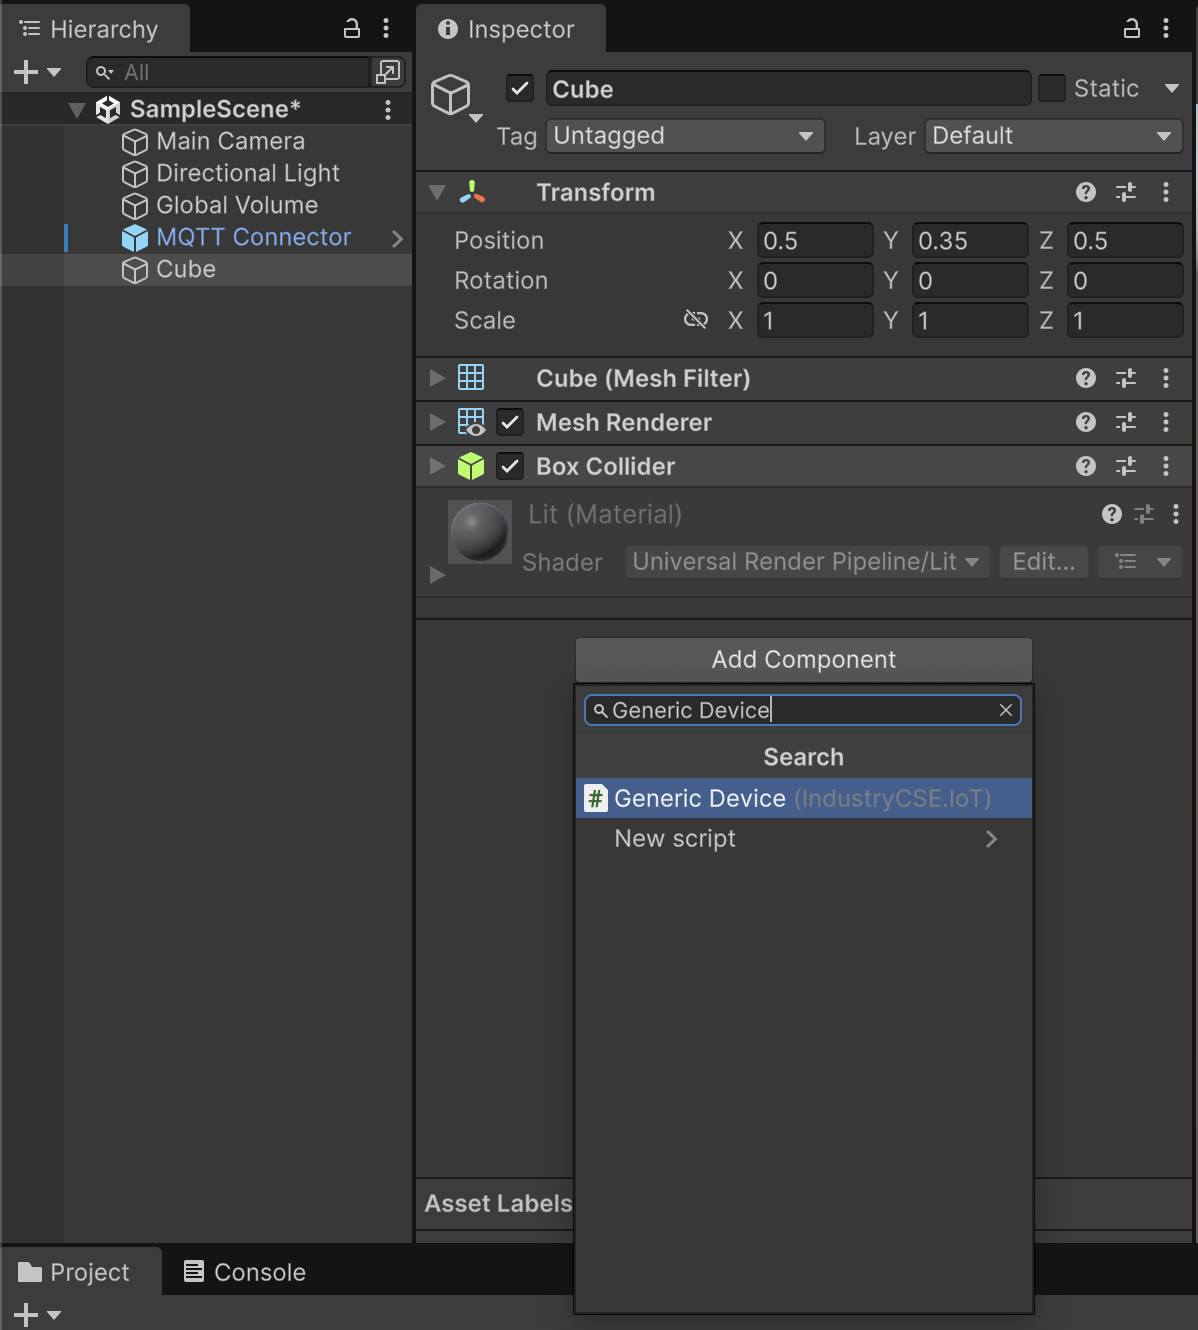 Hierarchy
All
SampleScene*
Main Camera
Directional Light
Global Volume
MQTT Connector
Cube
Inspector
Cube
Static
Tag Untagged Layer Default
Transform
Position X 0.5 Y 0.35 Z 0.5
Rotation X 0 Y 0 Z 0
Scale X 1 Y 1 Z 1
Cube (Mesh Filter)
Mesh Renderer
Box Collider
Lit (Material)
Shader Universal Render Pipeline/Lit Edit...
Add Component
Generic Device
Search
# Generic Device (IndustryCSE.IoT)
New script
Asset Labels
Project Console